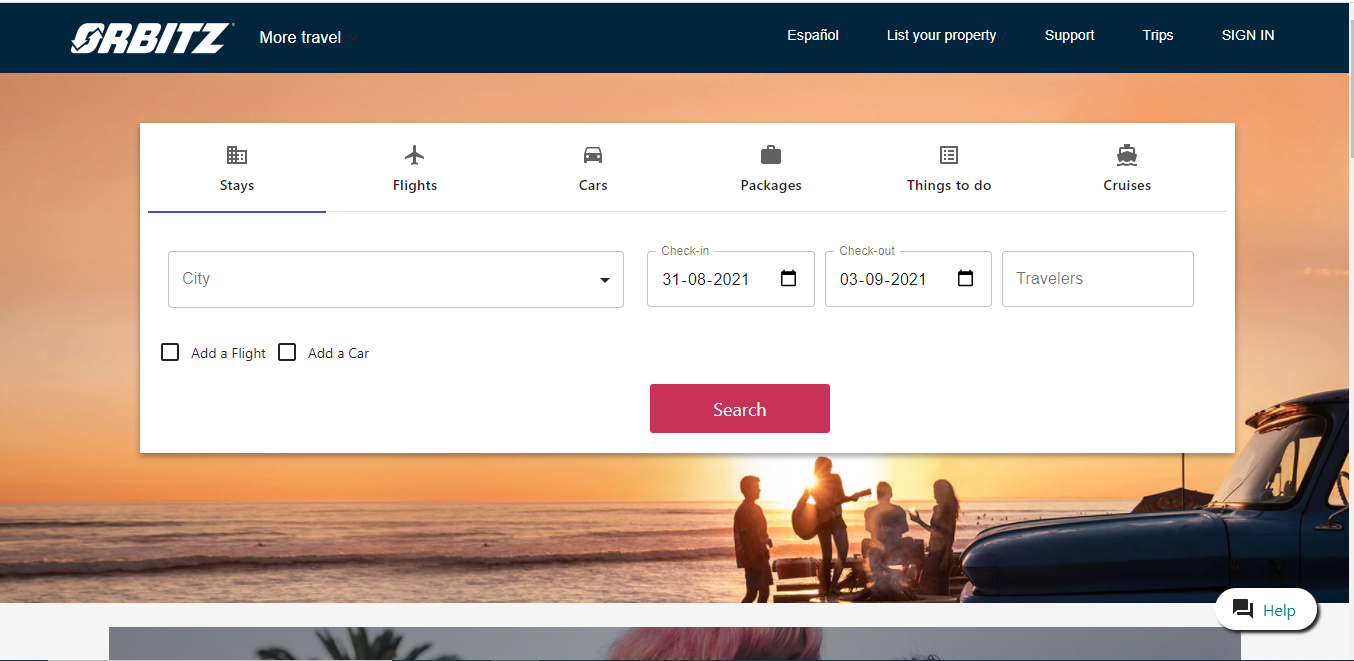 ORBITZ More travel Español List your property Support Trips SIGN IN
Stays Flights Cars Packages Things to do Cruises
Check-in Check-out
City 31-08-2021 03-09-2021 Travelers
Add a Flight Add a Car
Search
Help